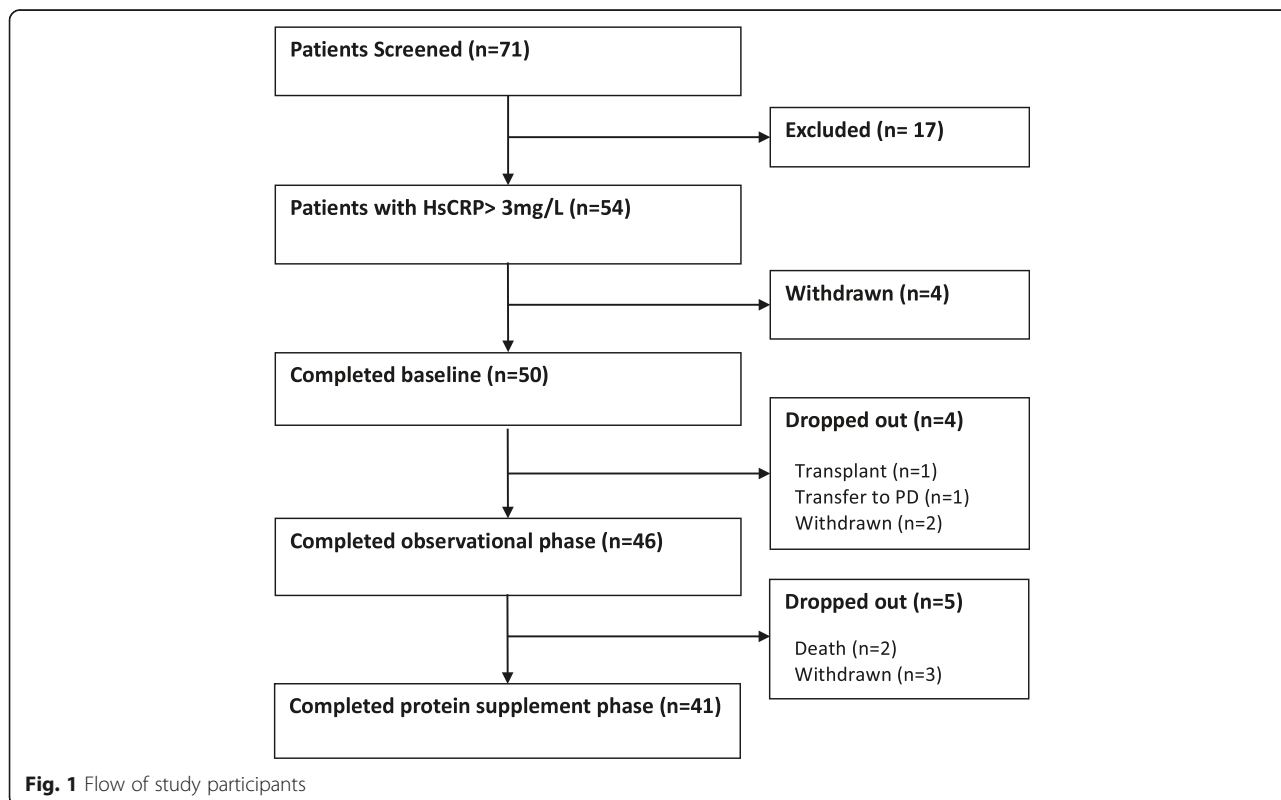 Patients Screened (n=71)
Excluded (n= 17)
Patients with HsCRP> 3mg/L (n=54)
Withdrawn (n=4)
Completed baseline (n=50)
Dropped out (n=4)
Transplant (n=1)
Transfer to PD (n=1)
Withdrawn (n=2)
Completed observational phase (n=46)
Dropped out (n=5)
Death (n=2)
Withdrawn (n=3)
Completed protein supplement phase (n=41)
Fig. 1 Flow of study participants